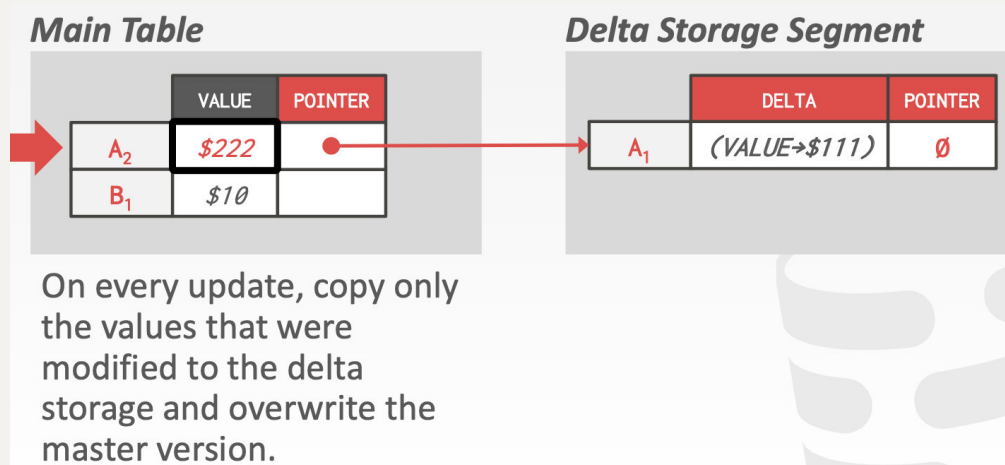 Main Table
Delta Storage Segment
VALUE POINTER
A₂ $222
B₁ $10
DELTA POINTER
A₁ (VALUE→$111) Ø
On every update, copy only
the values that were
modified to the delta
storage and overwrite the
master version.